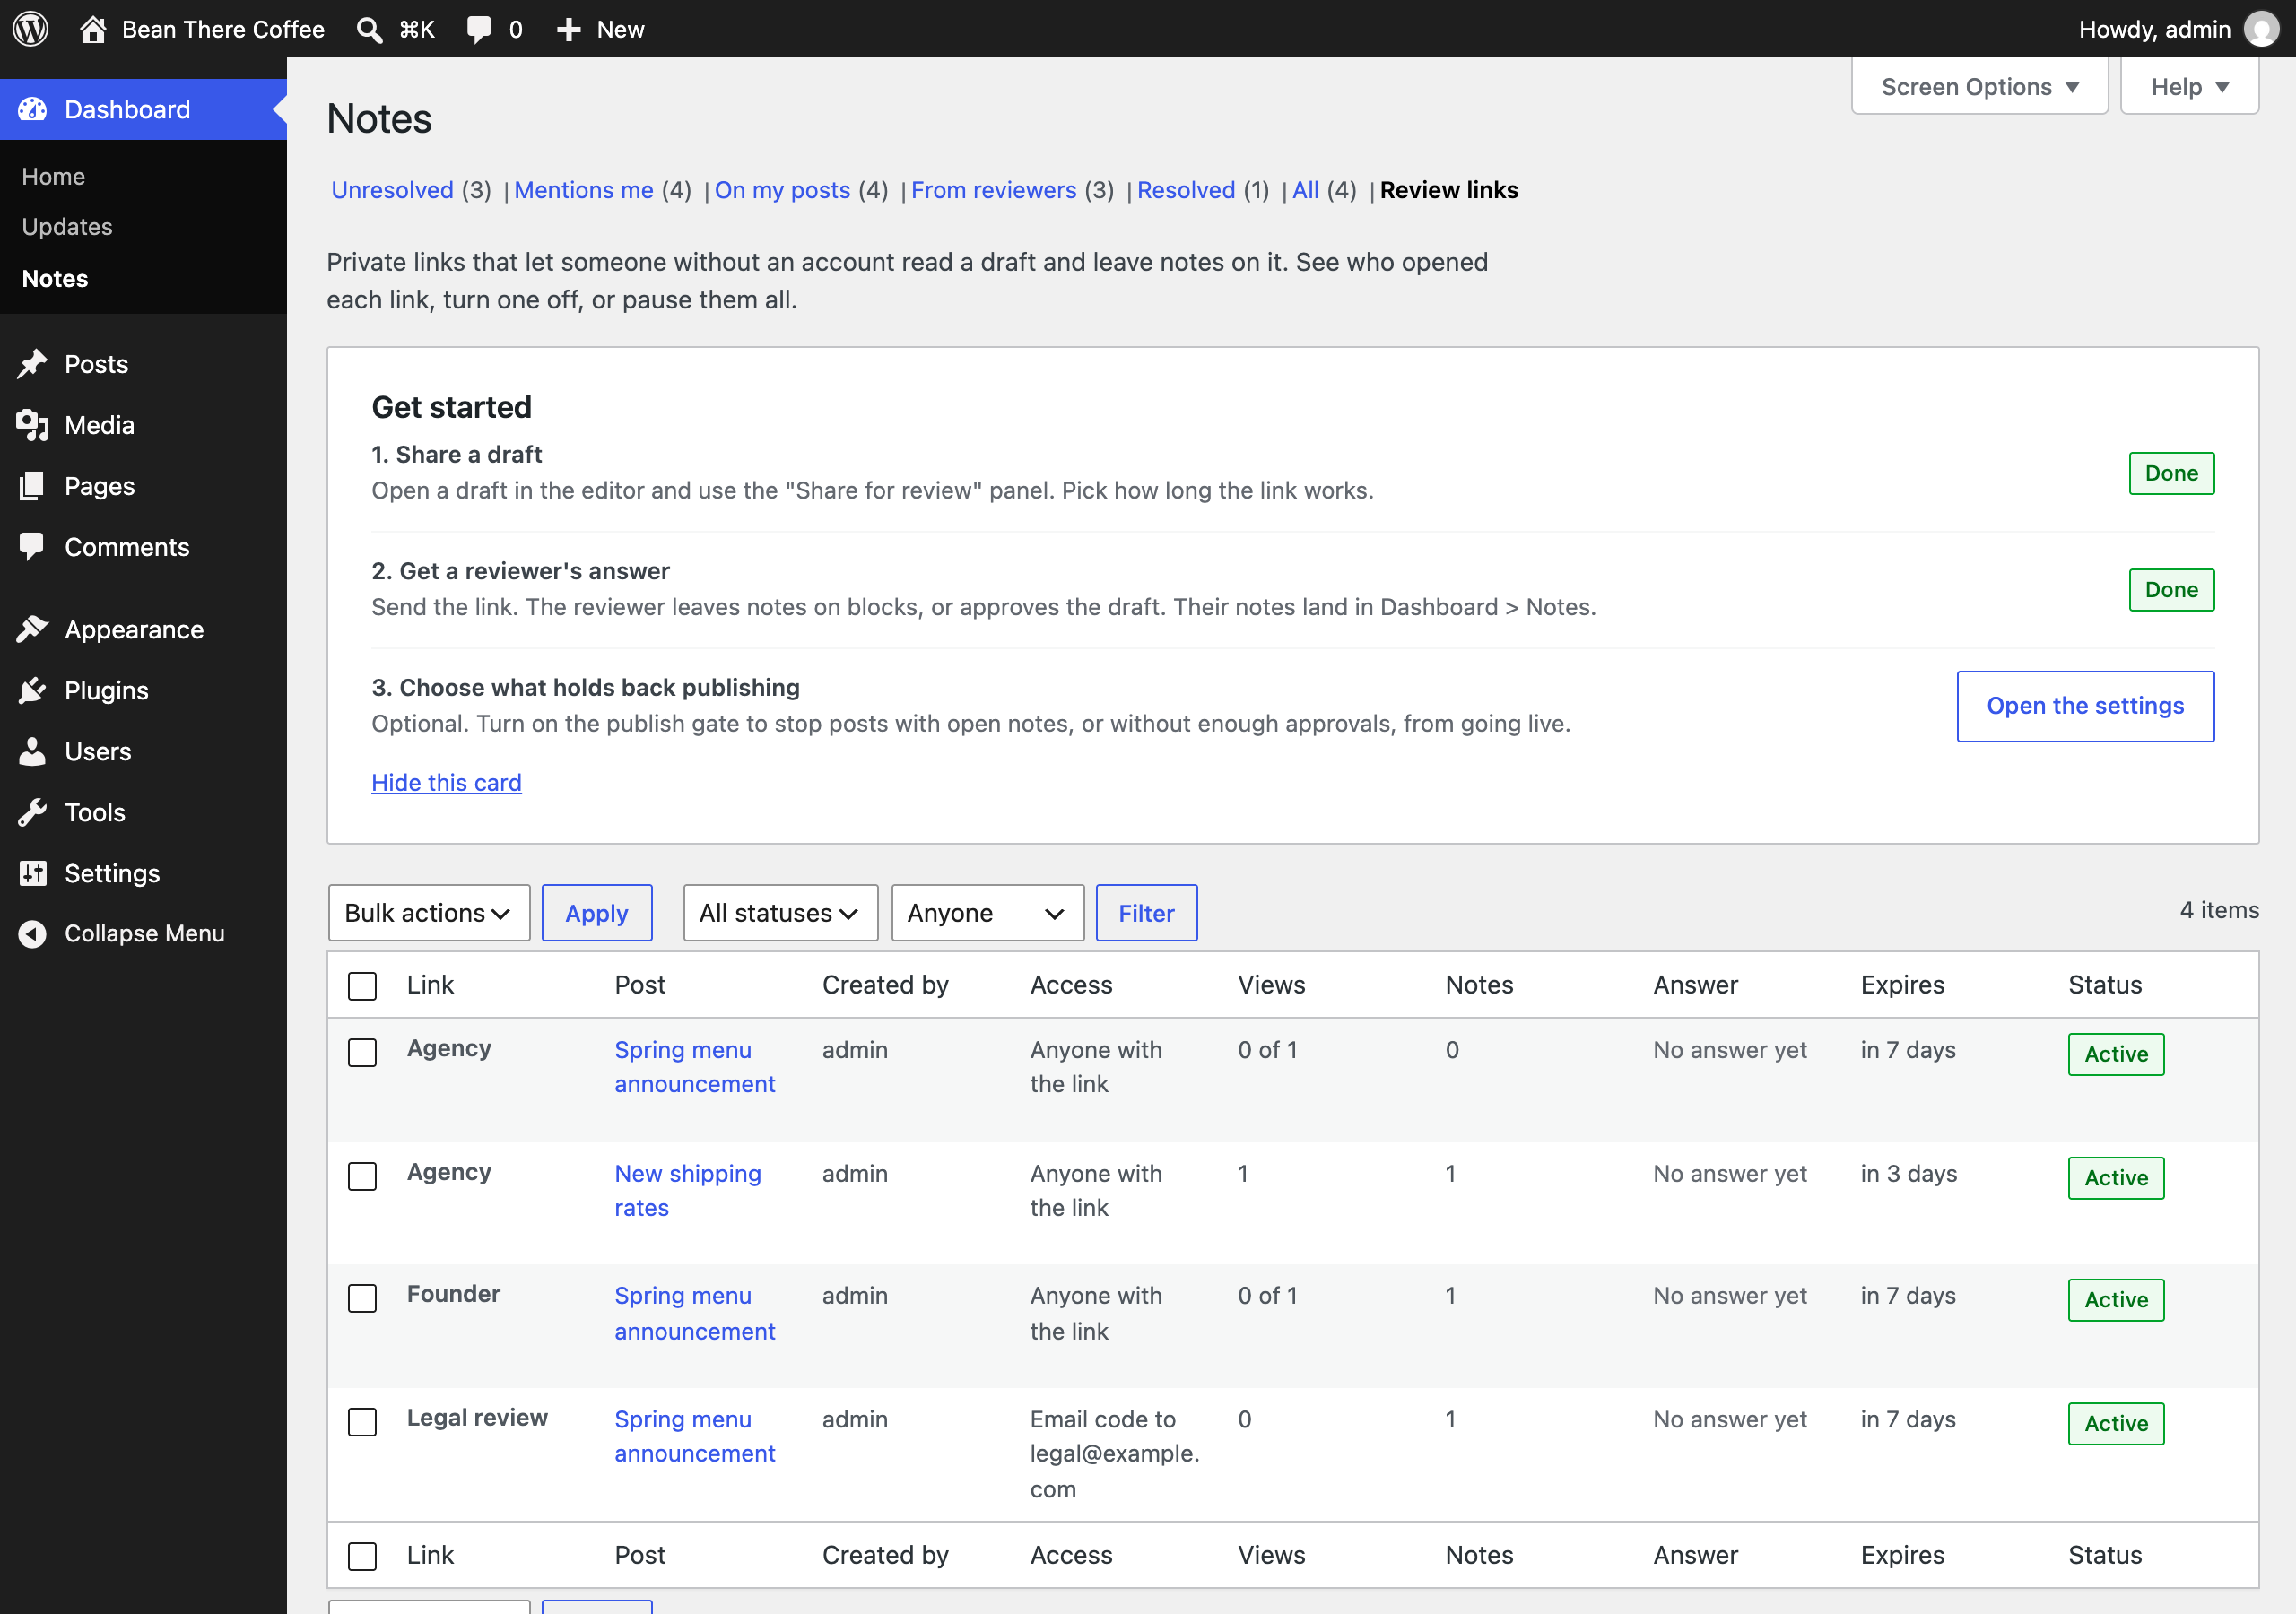 Bean There Coffee ⌘K 0 New Howdy, admin
Dashboard
Home
Updates
Notes
Posts
Media
Pages
Comments
Appearance
Plugins
Users
Tools
Settings
Collapse Menu
Screen Options ▼ Help ▼
Notes
Unresolved (3) | Mentions me (4) | On my posts (4) | From reviewers (3) | Resolved (1) | All (4) | Review links
Private links that let someone without an account read a draft and leave notes on it. See who opened
each link, turn one off, or pause them all.
Get started
1. Share a draft
Open a draft in the editor and use the "Share for review" panel. Pick how long the link works.
Done
2. Get a reviewer's answer
Send the link. The reviewer leaves notes on blocks, or approves the draft. Their notes land in Dashboard > Notes.
Done
3. Choose what holds back publishing
Optional. Turn on the publish gate to stop posts with open notes, or without enough approvals, from going live.
Open the settings
Hide this card
Bulk actions Apply All statuses Anyone Filter 4 items
Link Post Created by Access Views Notes Answer Expires Status
Agency Spring menu admin Anyone with 0 of 1 0 No answer yet in 7 days Active
announcement the link
Agency New shipping admin Anyone with 1 1 No answer yet in 3 days Active
rates the link
Founder Spring menu admin Anyone with 0 of 1 1 No answer yet in 7 days Active
announcement the link
Legal review Spring menu admin Email code to 0 1 No answer yet in 7 days Active
announcement legal@example.
com
Link Post Created by Access Views Notes Answer Expires Status